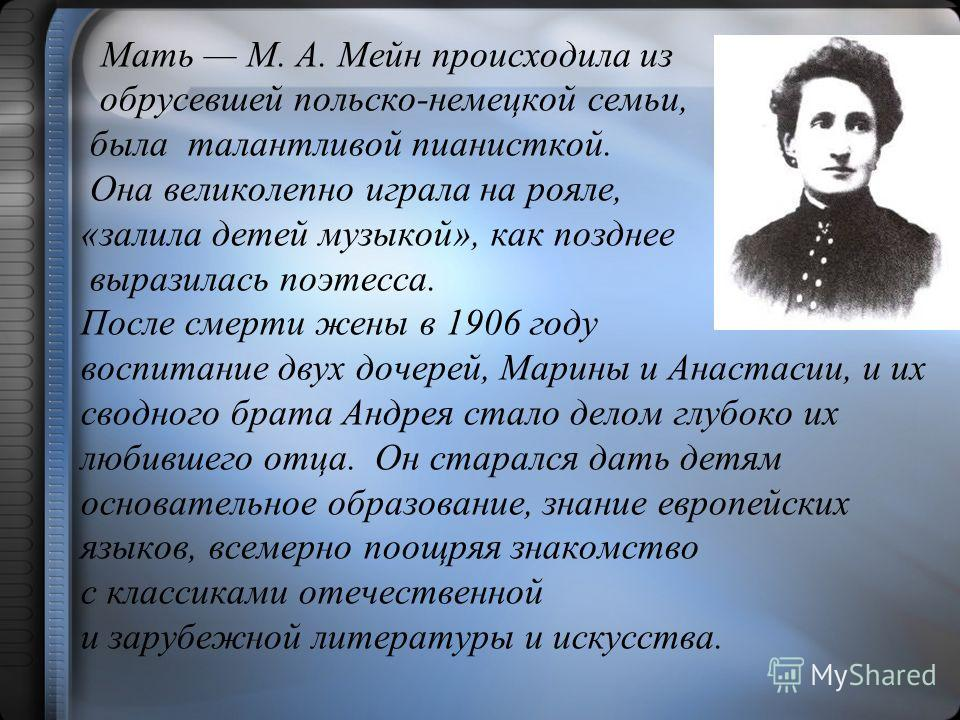 Мать — М. А. Мейн происходила из
обрусевшей польско-немецкой семьи,
была талантливой пианисткой.
Она великолепно играла на рояле,
«залила детей музыкой», как позднее
выразилась поэтесса.
После смерти жены в 1906 году
воспитание двух дочерей, Марины и Анастасии, и их
сводного брата Андрея стало делом глубоко их
любившего отца. Он старался дать детям
основательное образование, знание европейских
языков, всемерно поощряя знакомство
с классиками отечественной
и зарубежной литературы и искусства.
MyShared